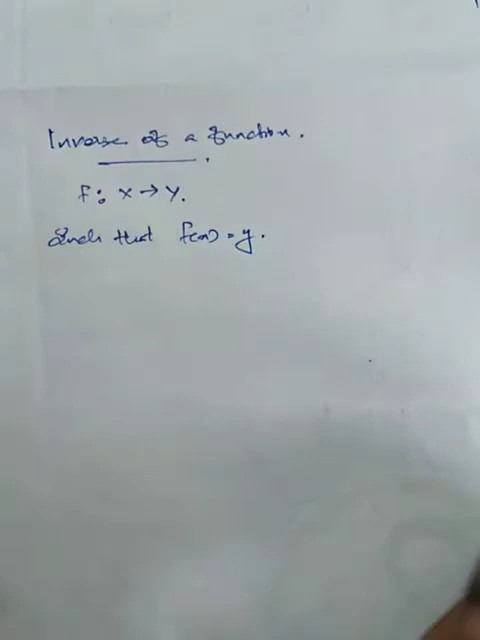 Inverse of a function.
f: X → Y.
Such that f(x) = y.